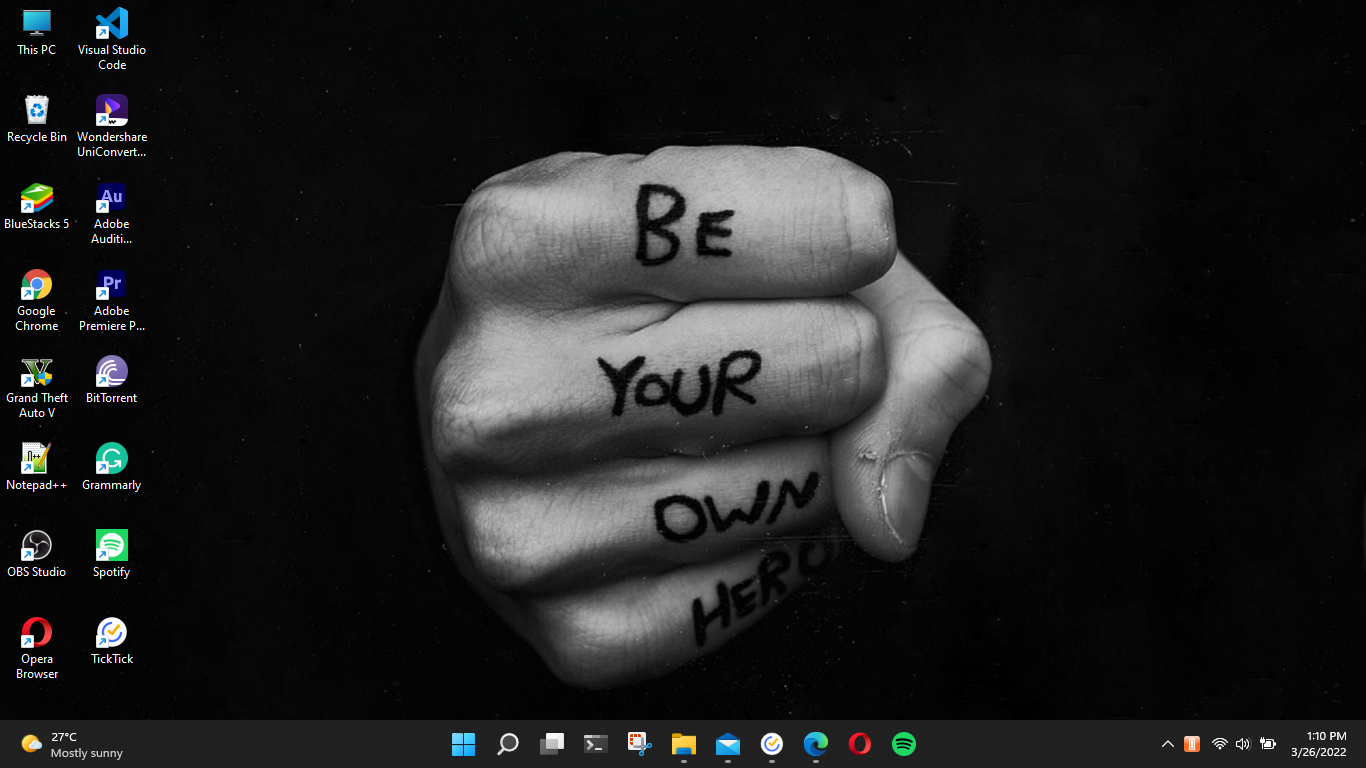 This PC
Visual Studio
Code
Recycle Bin
Wondershare
UniConvert...
BlueStacks 5
Au
Adobe
Auditi...
Google
Chrome
Pr
Adobe
Premiere P...
Grand Theft
Auto V
BitTorrent
Notepad++
Grammarly
OBS Studio
Spotify
Opera
Browser
TickTick
BE
YOUR
OWN
HERO
27°C
Mostly sunny
1:10 PM
3/26/2022